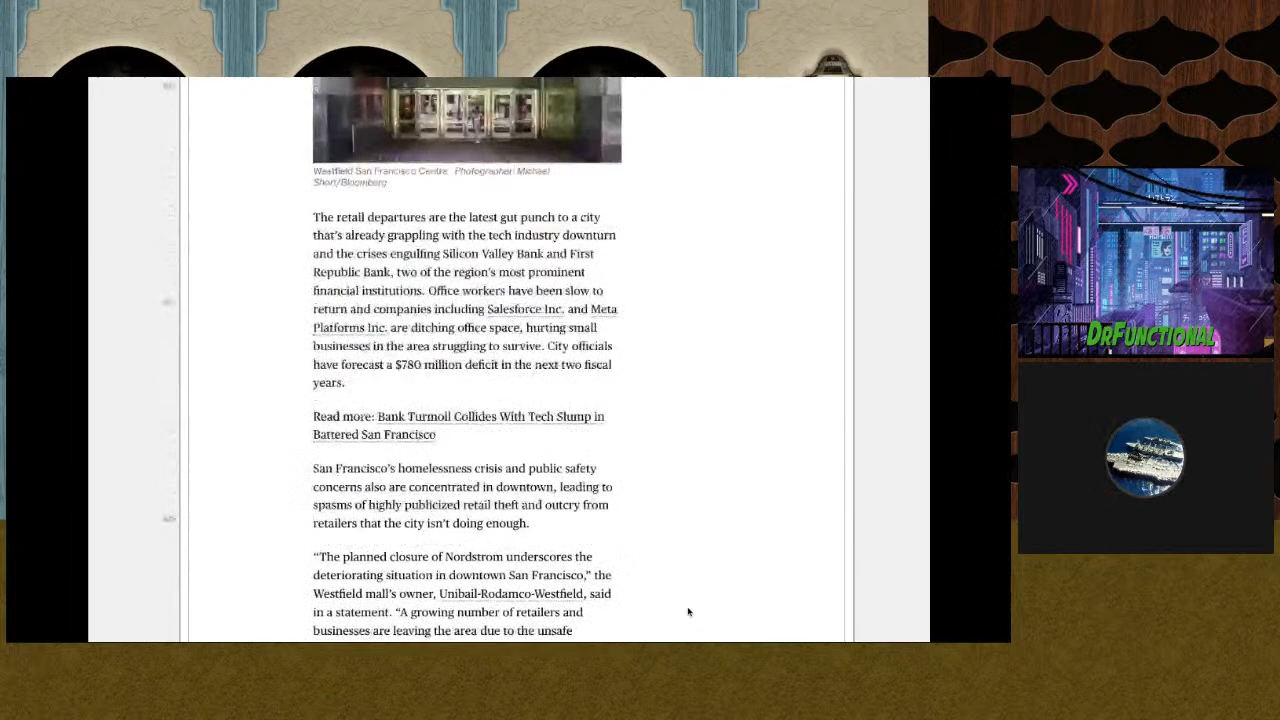 Westfield San Francisco Centre. Photographer: Michael
Short/Bloomberg
The retail departures are the latest gut punch to a city
that's already grappling with the tech industry downturn
and the crises engulfing Silicon Valley Bank and First
Republic Bank, two of the region's most prominent
financial institutions. Office workers have been slow to
return and companies including Salesforce Inc. and Meta
Platforms Inc. are ditching office space, hurting small
businesses in the area struggling to survive. City officials
have forecast a $780 million deficit in the next two fiscal
years.
Read more: Bank Turmoil Collides With Tech Slump in
Battered San Francisco
San Francisco's homelessness crisis and public safety
concerns also are concentrated in downtown, leading to
spasms of highly publicized retail theft and outcry from
retailers that the city isn't doing enough.
“The planned closure of Nordstrom underscores the
deteriorating situation in downtown San Francisco,” the
Westfield mall's owner, Unibail-Rodamco-Westfield, said
in a statement. “A growing number of retailers and
businesses are leaving the area due to the unsafe
DRFUNCTIONAL